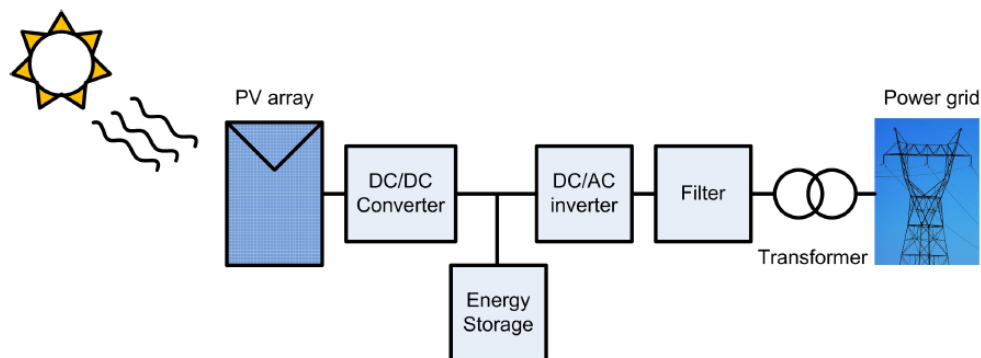 PV array
Power grid
DC/DC
Converter
DC/AC
inverter
Filter
Transformer
Energy
Storage